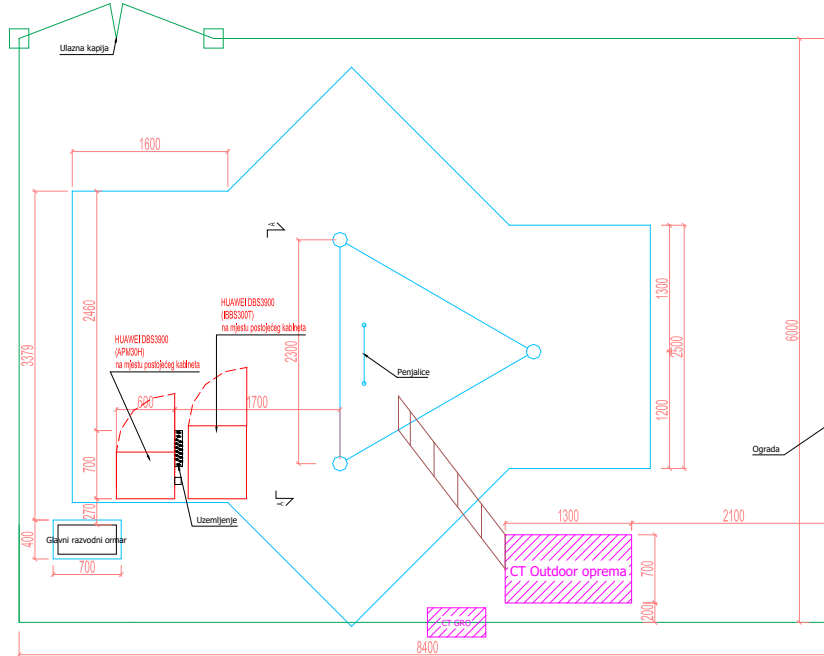 Ulazna kapija
1600
A
HUAWEI DBS3900
(IBBS300T)
na mjestu postojećeg kabineta
HUAWEI DBS3900
(APM30H)
na mjestu postojećeg kabineta
2460
3379
2300
1300
2500
1200
6000
Penjalice
600
1700
700
270
400
Ograda
A
Uzemljenje
Glavni razvodni ormar
700
1300
2100
CT Outdoor oprema
700
200
CT GRO
8400